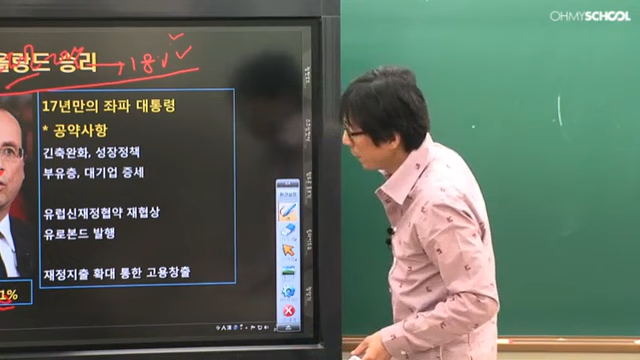 OHMYSCHOOL
올랑드 승리
18
17년만의 좌파 대통령
* 공약사항
긴축완화, 성장정책
부유층, 대기업 증세
유럽신재정협약 재협상
유로본드 발행
재정지출 확대 통한 고용창출
1%